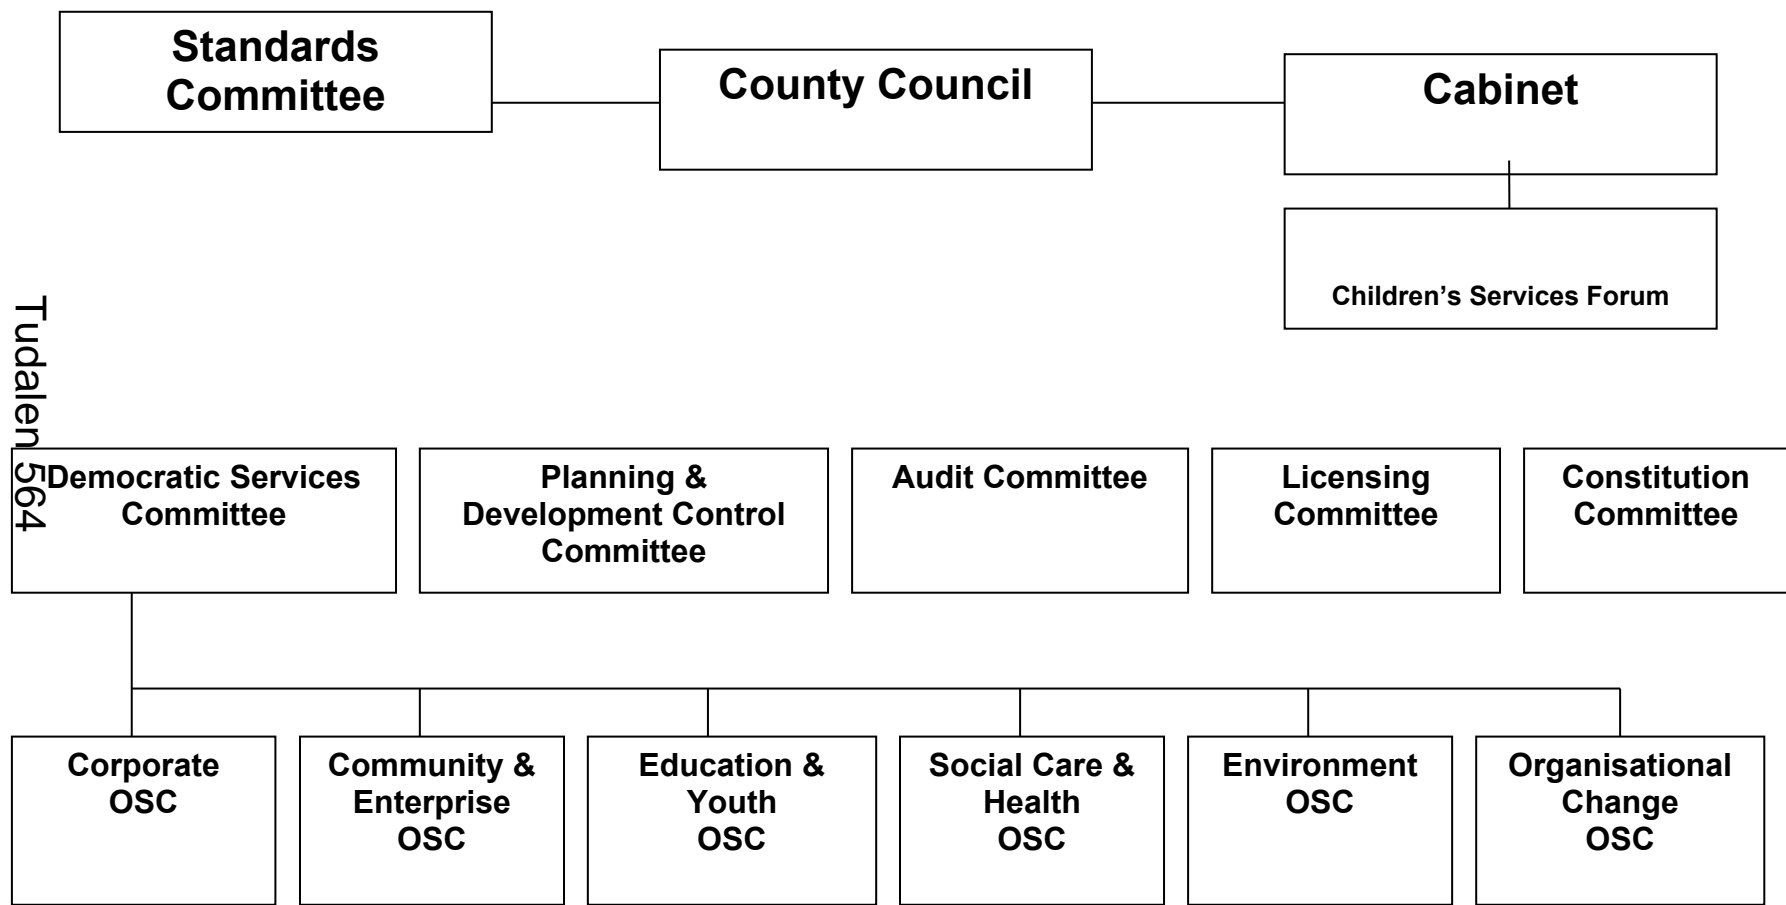 Standards
Committee
County Council
Cabinet
Children’s Services Forum
Tudalen 564
Democratic Services
Committee
Planning &
Development Control
Committee
Audit Committee
Licensing
Committee
Constitution
Committee
Corporate
OSC
Community &
Enterprise
OSC
Education &
Youth
OSC
Social Care &
Health
OSC
Environment
OSC
Organisational
Change
OSC